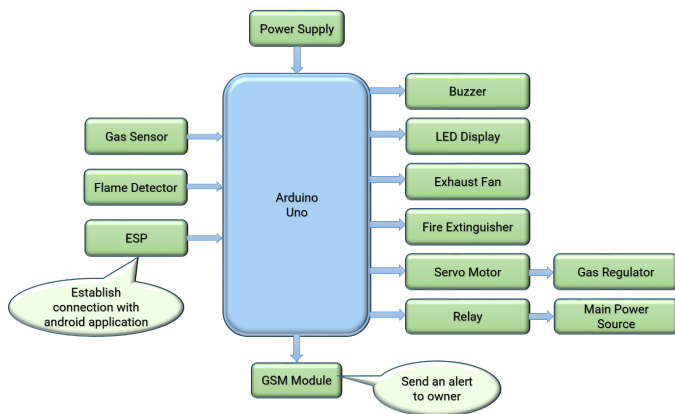 Power Supply
Buzzer
Gas Sensor
LED Display
Flame Detector
Arduino
Uno
Exhaust Fan
ESP
Fire Extinguisher
Establish
connection with
android application
Servo Motor
Gas Regulator
Relay
Main Power
Source
GSM Module
Send an alert
to owner